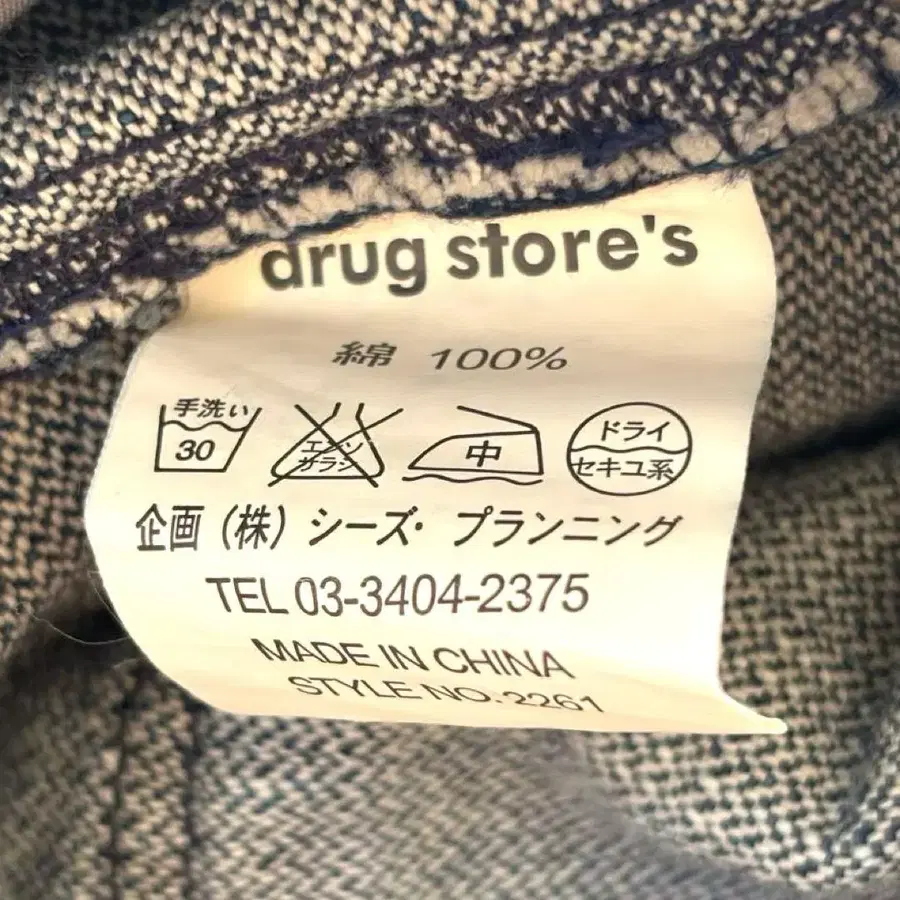 drug store's
綿 100%
手洗い 30 エンソ サラシ 中 ドライ セキユ系
企画 (株) シーズ・プランニング
TEL 03-3404-2375
MADE IN CHINA
STYLE NO. 2261